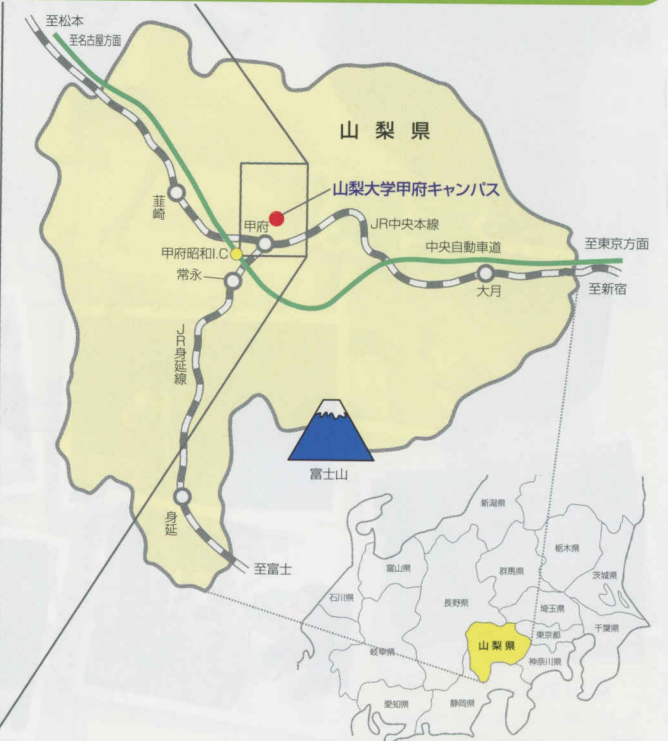 至松本
至名古屋方面
山梨県
山梨大学甲府キャンパス
韮崎
甲府
JR中央本線
甲府昭和I.C
中央自動車道
至東京方面
常永
大月
至新宿
JR身延線
富士山
身延
至富士
新潟県
栃木県
富山県
群馬県
茨城県
石川県
長野県
埼玉県
千葉県
東京都
山梨県
岐阜県
神奈川県
愛知県
静岡県